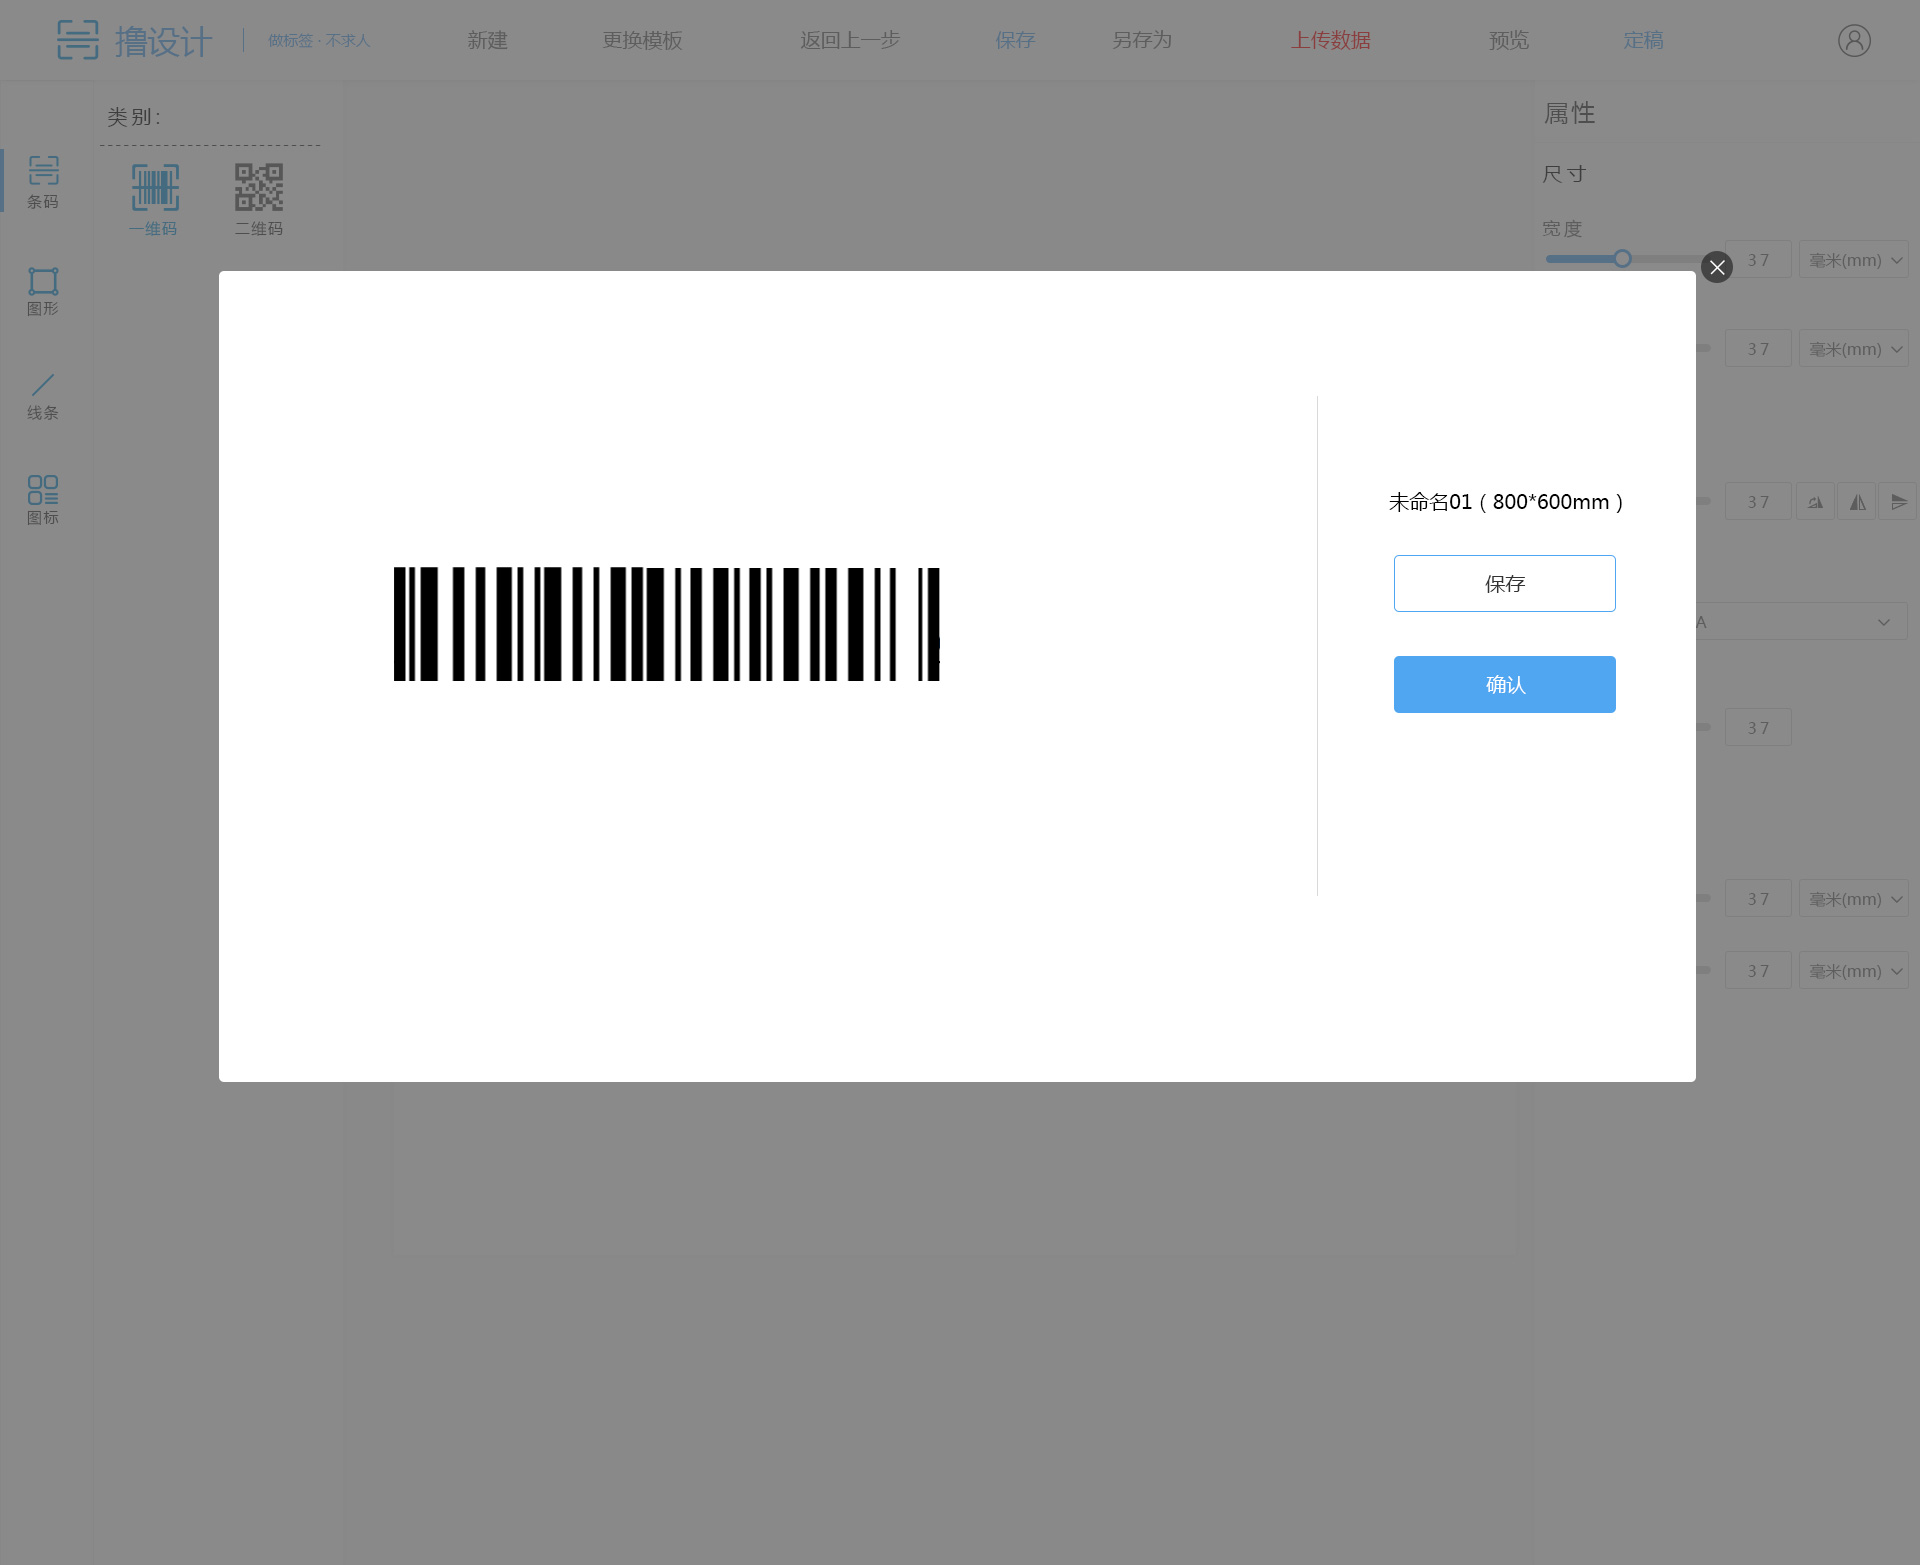 撸设计
做标签·不求人
新建
更换模板
返回上一步
保存
另存为
上传数据
预览
定稿
类别:
条码
一维码
二维码
图形
线条
图标
属性
尺寸
宽度
37
毫米(mm)
37
毫米(mm)
37
A
37
37
毫米(mm)
37
毫米(mm)
未命名01（800*600mm）
保存
确认